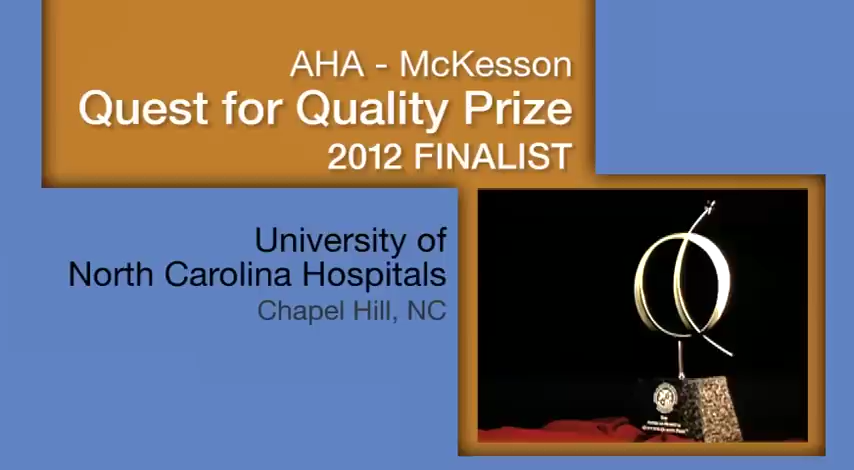 AHA - McKesson
Quest for Quality Prize
2012 FINALIST
University of
North Carolina Hospitals
Chapel Hill, NC